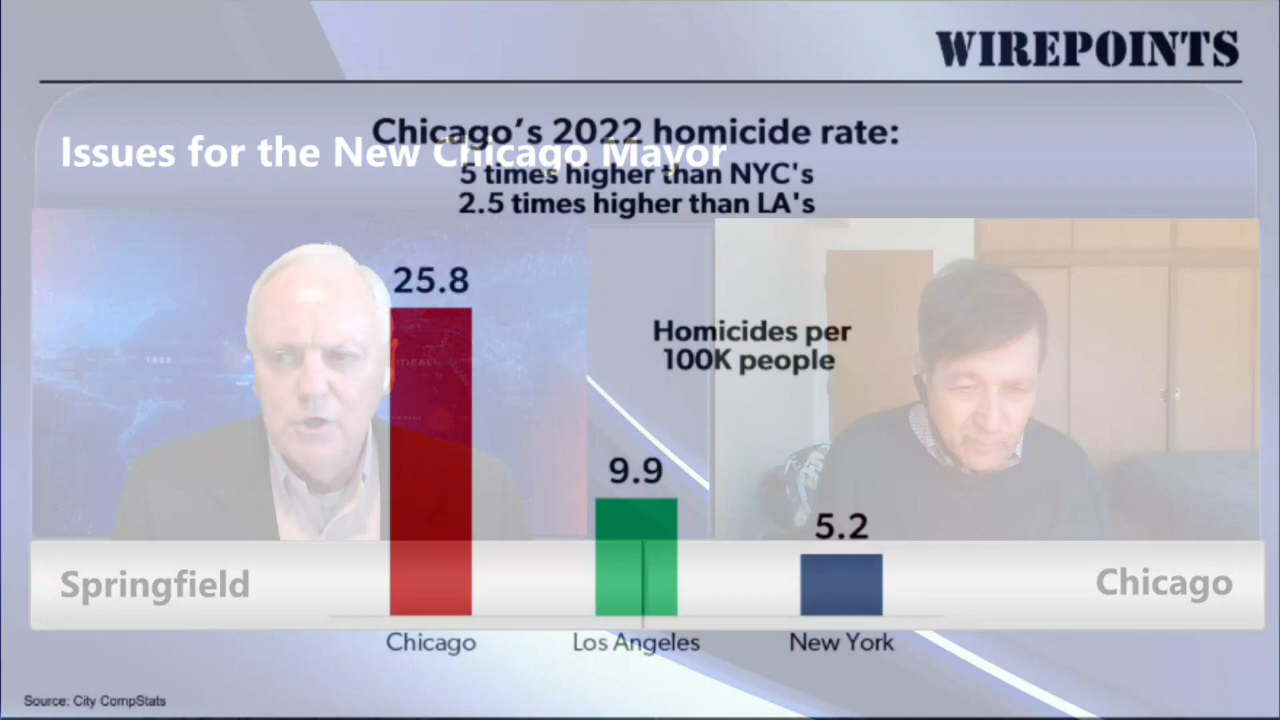 WIREPOINTS
Chicago's 2022 homicide rate:
Issues for the New Chicago Mayor
5 times higher than NYC's
2.5 times higher than LA's
25.8
Homicides per
100K people
9.9
5.2
Springfield
Chicago
Chicago
Los Angeles
New York
Source: City CompStats